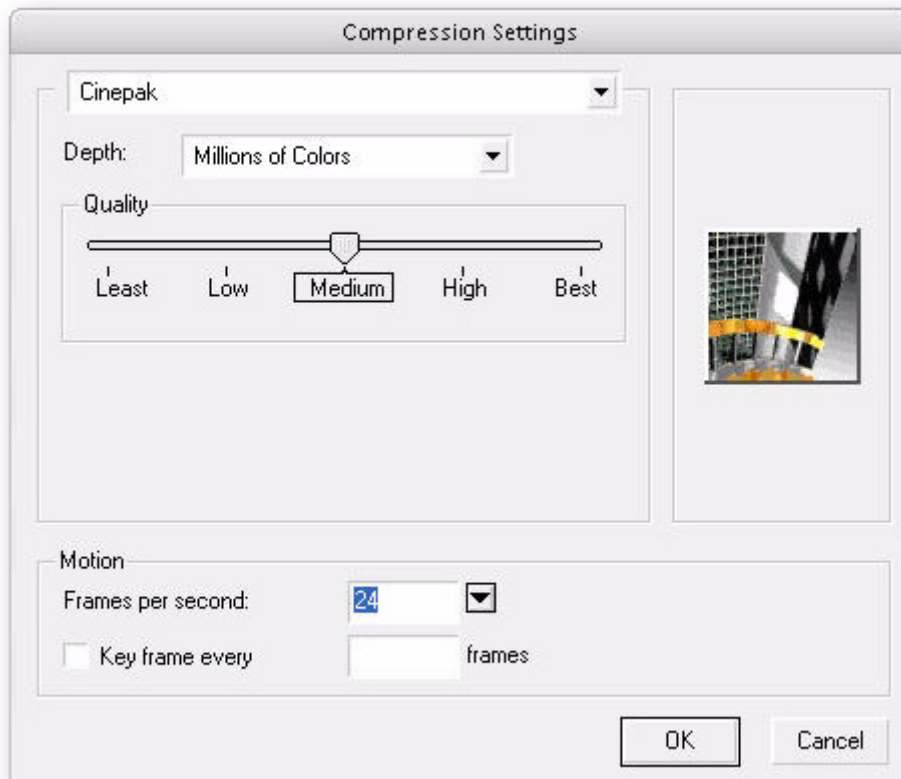 Compression Settings
Cinepak
Depth: Millions of Colors
Quality
Least Low Medium High Best
Motion
Frames per second: 24
Key frame every frames
OK Cancel